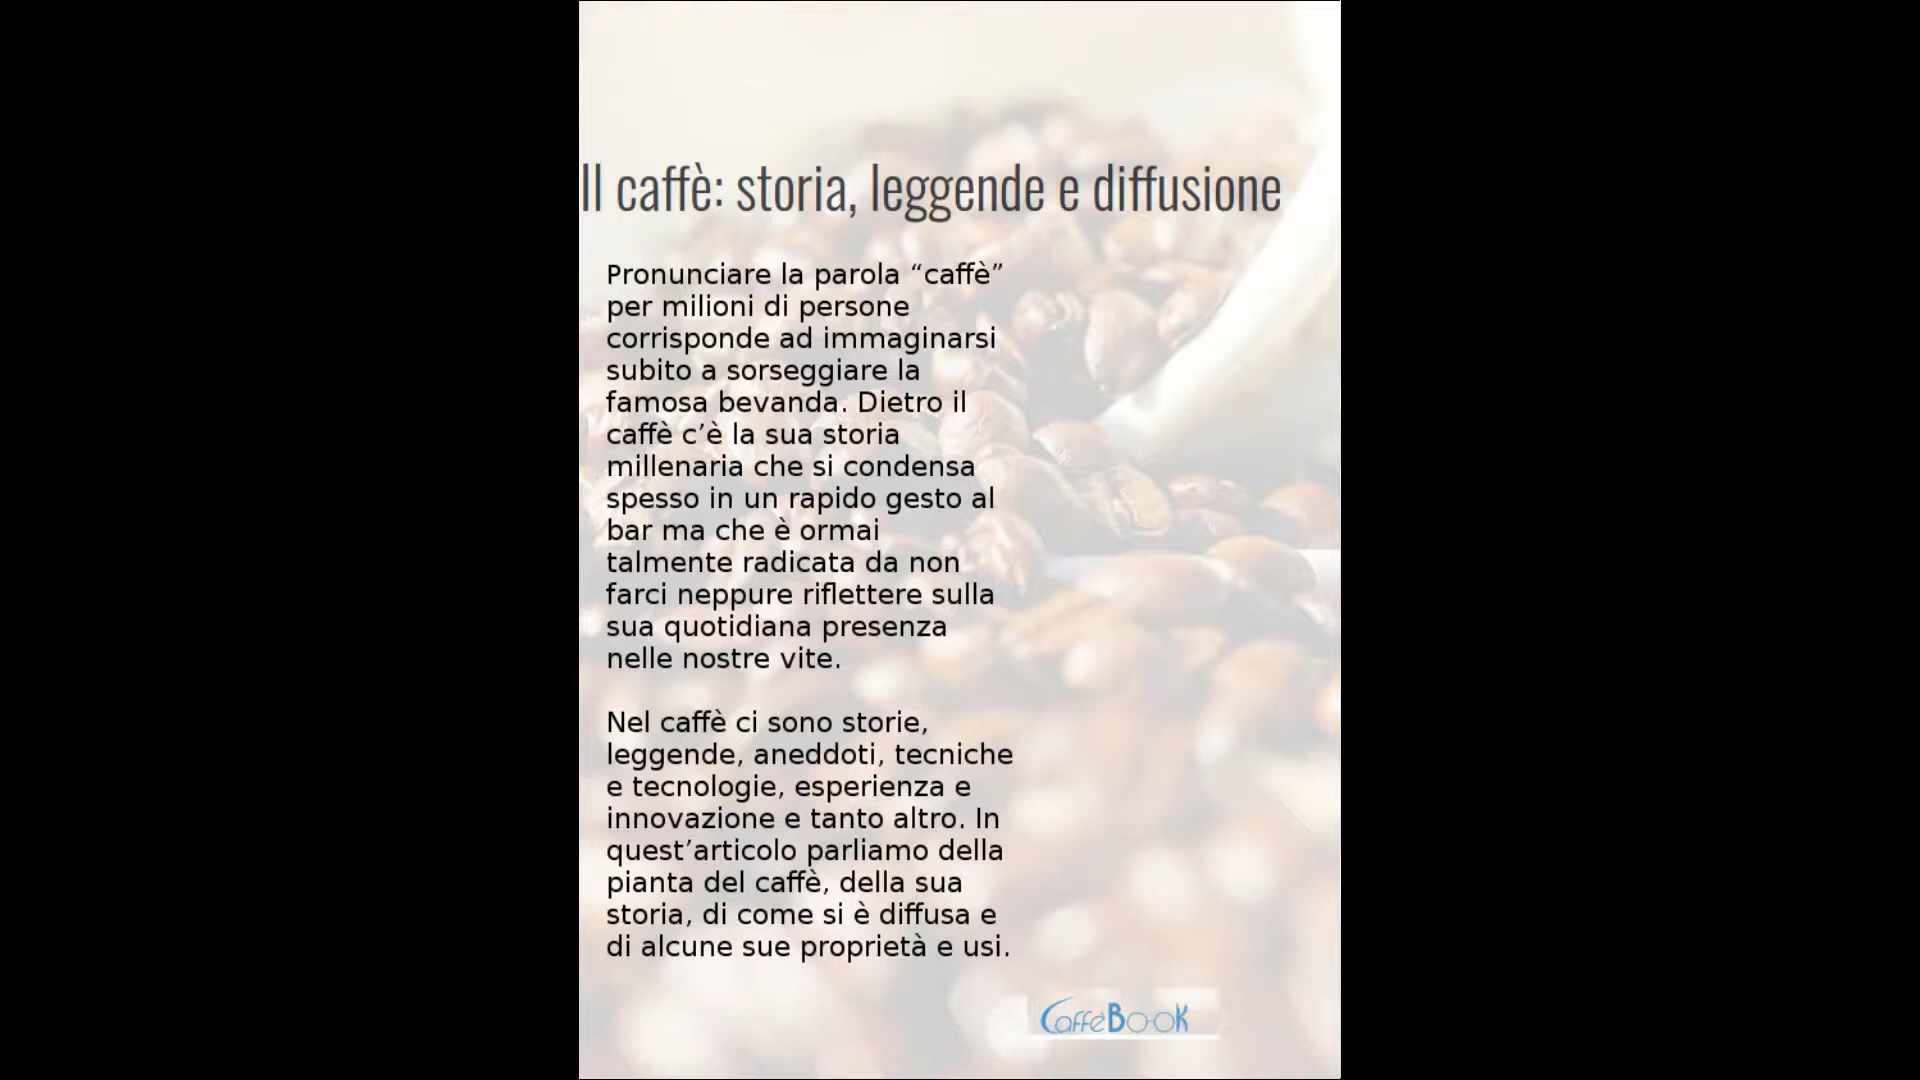 Il caffè: storia, leggende e diffusione
Pronunciare la parola “caffè”
per milioni di persone
corrisponde ad immaginarsi
subito a sorseggiare la
famosa bevanda. Dietro il
caffè c’è la sua storia
millenaria che si condensa
spesso in un rapido gesto al
bar ma che è ormai
talmente radicata da non
farci neppure riflettere sulla
sua quotidiana presenza
nelle nostre vite.
Nel caffè ci sono storie,
leggende, aneddoti, tecniche
e tecnologie, esperienza e
innovazione e tanto altro. In
quest’articolo parliamo della
pianta del caffè, della sua
storia, di come si è diffusa e
di alcune sue proprietà e usi.
CaffèBook